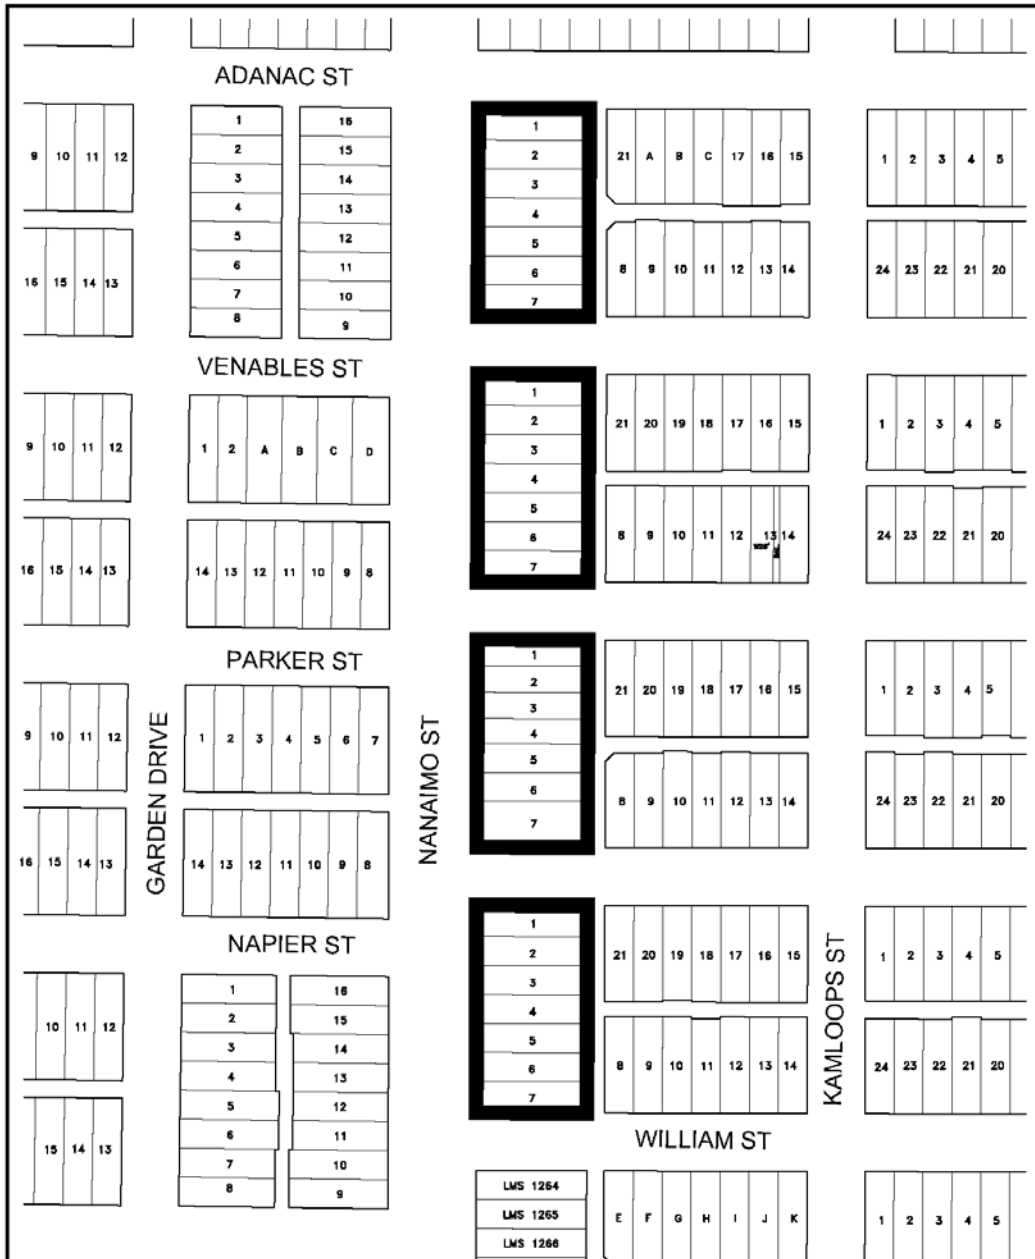 ADANAC ST
9 10 11 12
16 15 14 13
1
2
3
4
5
6
7
8
16
15
14
13
12
11
10
9
1
2
3
4
5
6
7
21 A B C 17 16 15
8 9 10 11 12 13 14
1 2 3 4 5
24 23 22 21 20
VENABLES ST
9 10 11 12
16 15 14 13
1 2 A B C D
14 13 12 11 10 9 8
1
2
3
4
5
6
7
21 20 19 18 17 16 15
8 9 10 11 12 13 14
1 2 3 4 5
24 23 22 21 20
PARKER ST
9 10 11 12
16 15 14 13
GARDEN DRIVE
1 2 3 4 5 6 7
14 13 12 11 10 9 8
NANAIMO ST
1
2
3
4
5
6
7
21 20 19 18 17 16 15
8 9 10 11 12 13 14
1 2 3 4 5
24 23 22 21 20
NAPIER ST
10 11 12
15 14 13
1
2
3
4
5
6
7
8
16
15
14
13
12
11
10
9
1
2
3
4
5
6
7
21 20 19 18 17 16 15
8 9 10 11 12 13 14
KAMLOOPS ST
1 2 3 4 5
24 23 22 21 20
WILLIAM ST
LMS 1264
LMS 1265
LMS 1266
E F G H I J K
1 2 3 4 5